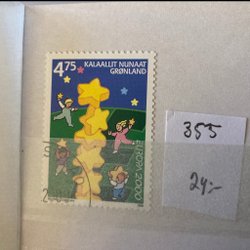 4.75 KALAALLIT NUNAAT
GRØNLAND
EUROPA 2000
355
24:-